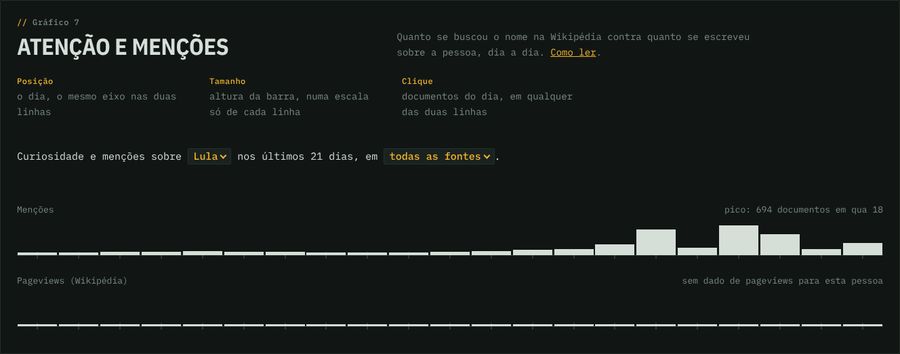 // Gráfico 7
ATENÇÃO E MENÇÕES
Quanto se buscou o nome na Wikipédia contra quanto se escreveu
sobre a pessoa, dia a dia. Como ler.
Posição
o dia, o mesmo eixo nas duas
linhas
Tamanho
altura da barra, numa escala
só de cada linha
Clique
documentos do dia, em qualquer
das duas linhas
Curiosidade e menções sobre Lula nos últimos 21 dias, em todas as fontes.
Menções
pico: 694 documentos em qua 18
Pageviews (Wikipédia)
sem dado de pageviews para esta pessoa